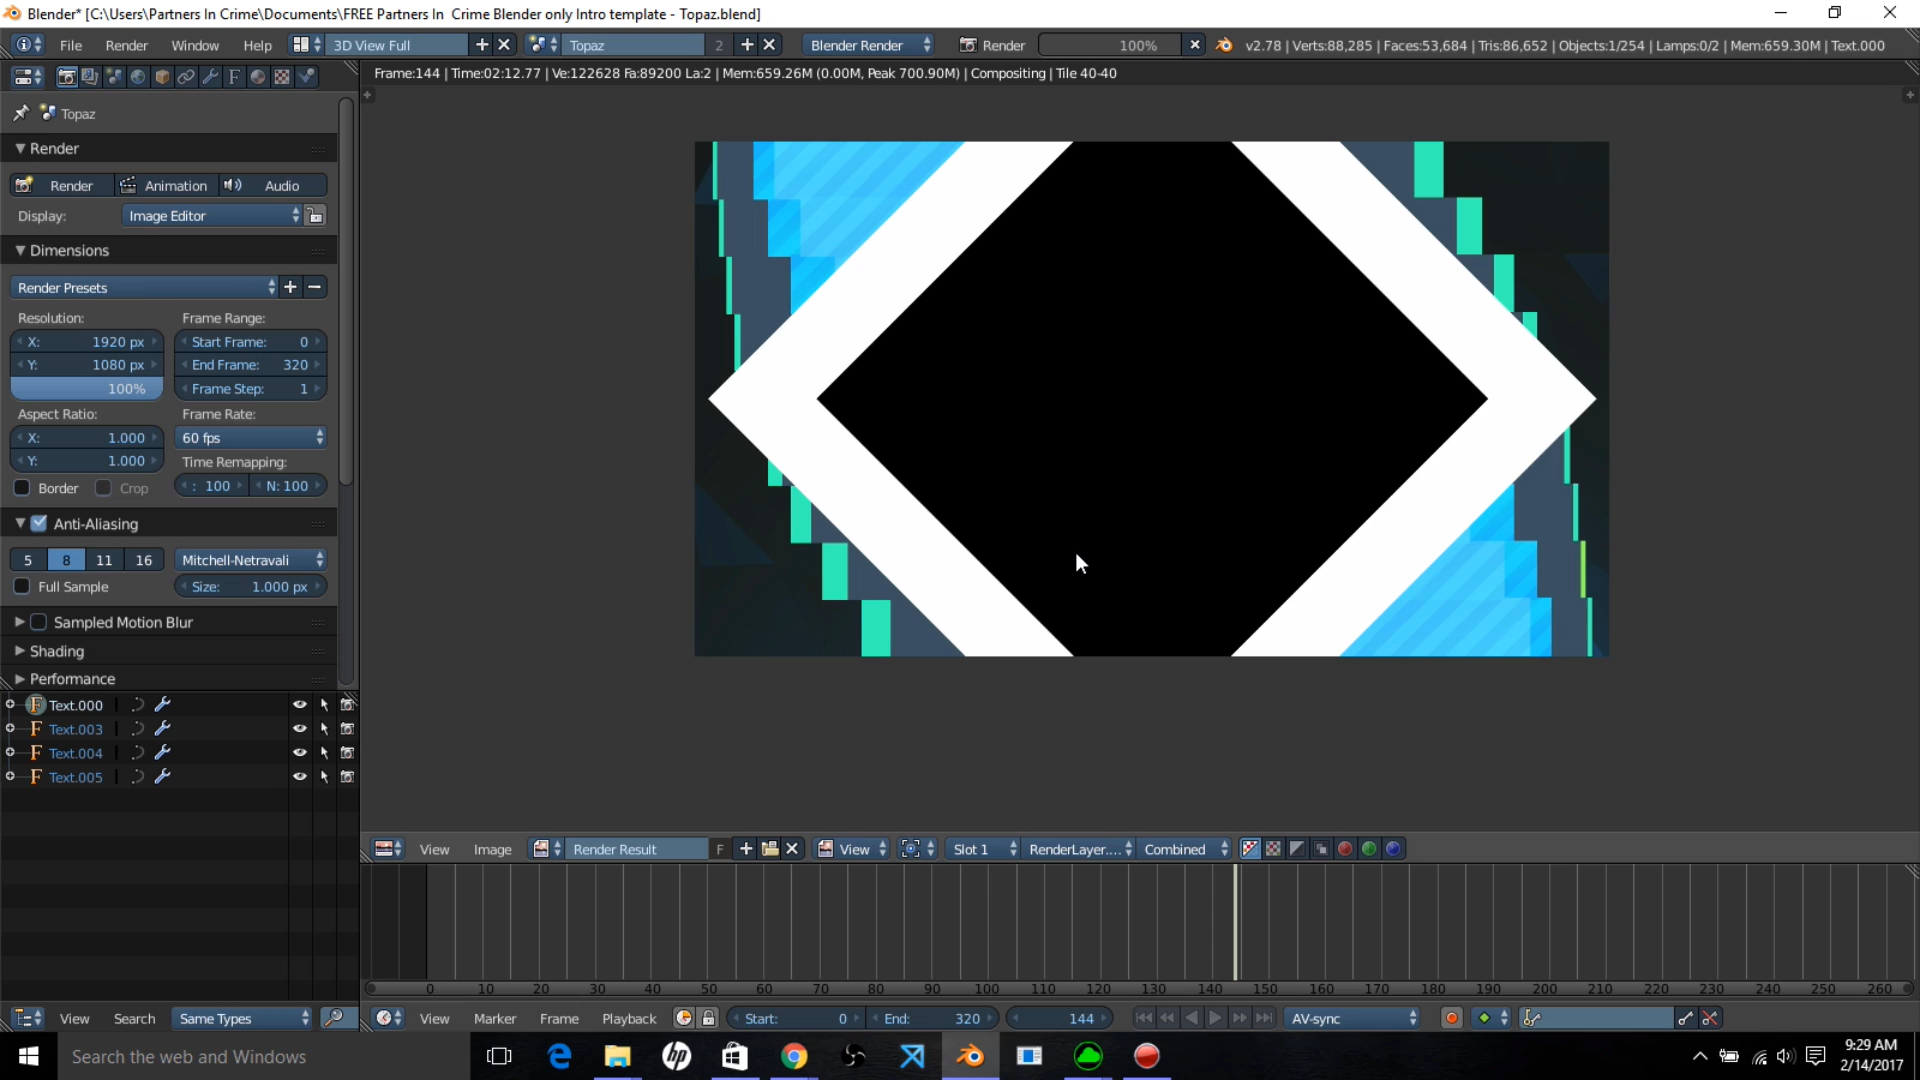 Blender* [C:\Users\Partners In Crime\Documents\FREE Partners In  Crime Blender only Intro template - Topaz.blend]
File Render Window Help 3D View Full Topaz 2 Blender Render Render 100% v2.78 | Verts:88,285 | Faces:53,684 | Tris:86,652 | Objects:1/254 | Lamps:0/2 | Mem:659.30M | Text.000
Frame:144 | Time:02:12.77 | Ve:122628 Fa:89200 La:2 | Mem:659.26M (0.00M, Peak 700.90M) | Compositing | Tile 40-40
Topaz
Render
Render Animation Audio
Display: Image Editor
Dimensions
Render Presets
Resolution: Frame Range:
X: 1920 px Start Frame: 0
Y: 1080 px End Frame: 320
100% Frame Step: 1
Aspect Ratio: Frame Rate:
X: 1.000 60 fps
Y: 1.000 Time Remapping:
Border Crop : 100 N: 100
Anti-Aliasing
5 8 11 16 Mitchell-Netravali
Full Sample Size: 1.000 px
Sampled Motion Blur
Shading
Performance
Text.000
Text.003
Text.004
Text.005
View Image Render Result F View Slot 1 RenderLayer.... Combined
0 10 20 30 40 50 60 70 80 90 100 110 120 130 140 150 160 170 180 190 200 210 220 230 240 250 260
View Search Same Types View Marker Frame Playback Start: 0 End: 320 144 AV-sync
Search the web and Windows
9:29 AM
2/14/2017